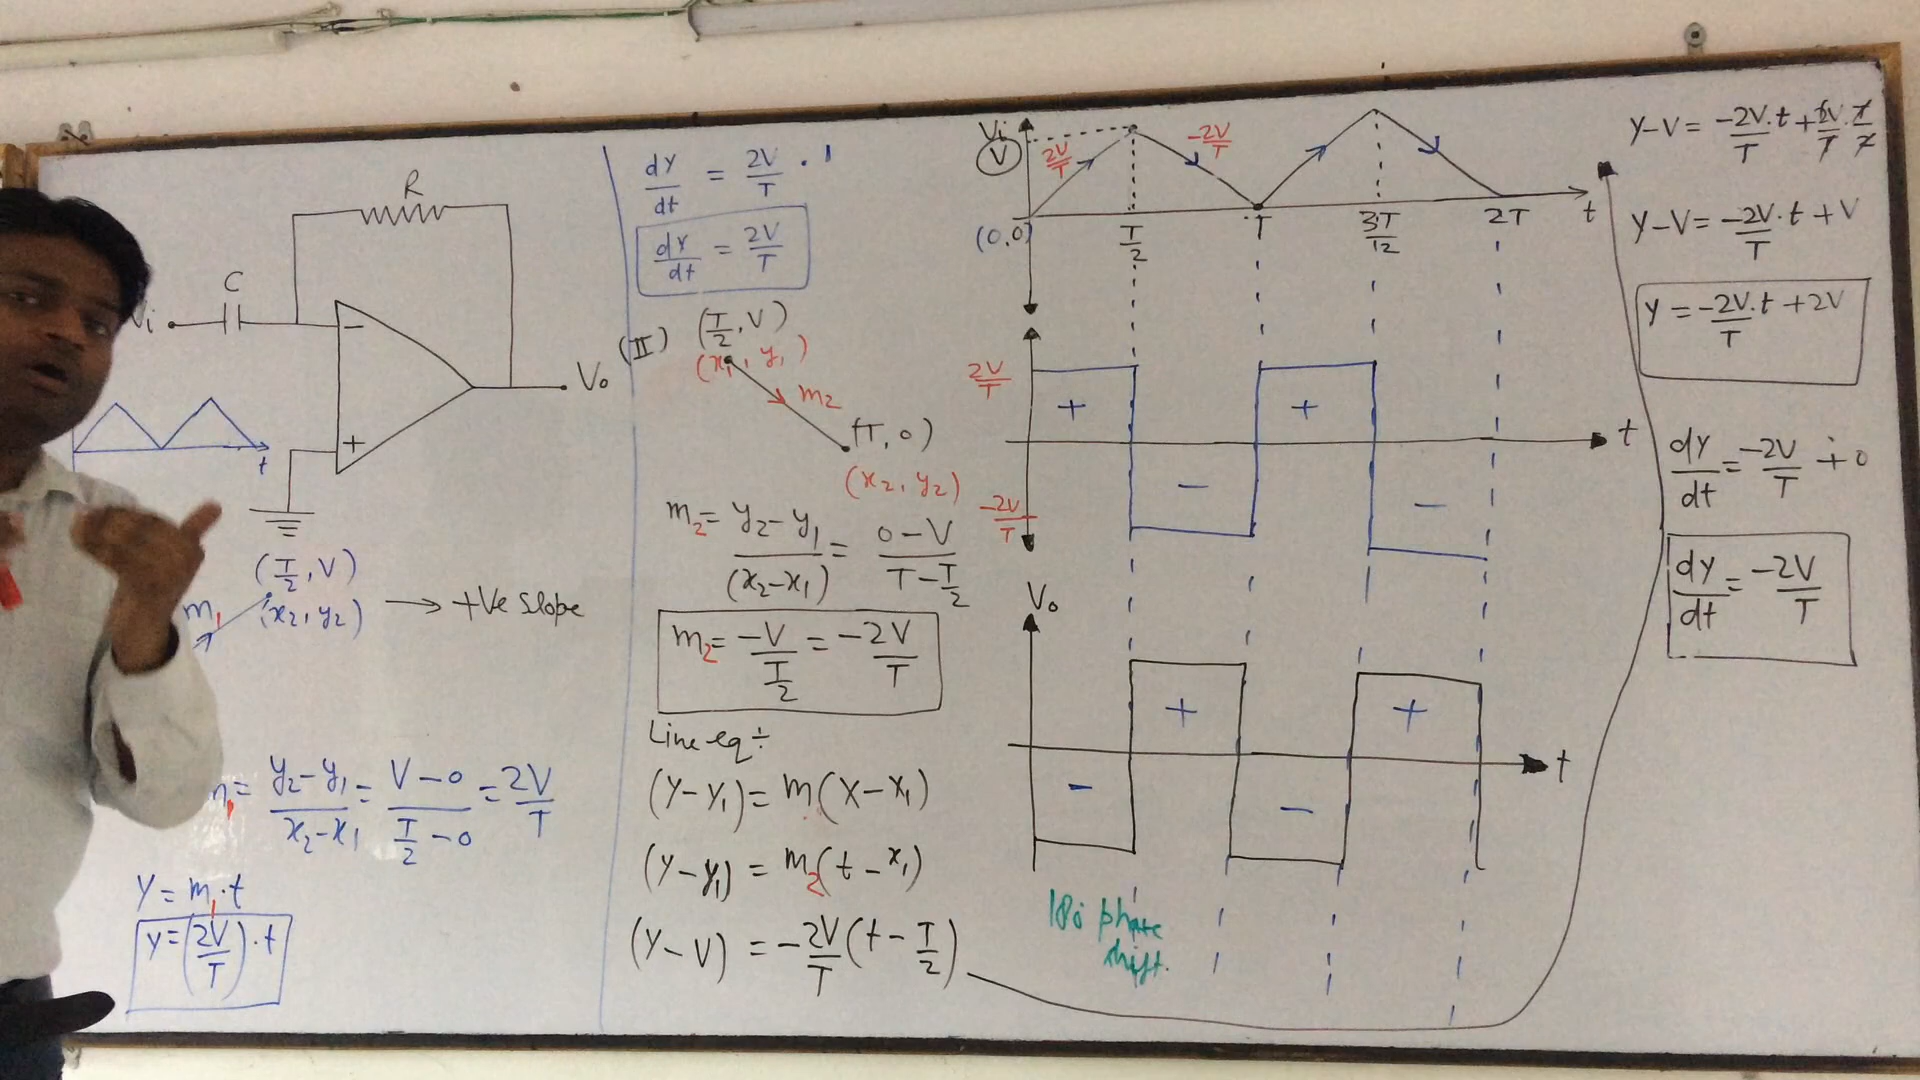 R
C
Vi
−
+
Vo
t
(T/2, V)
m1 (x2, y2) → +Ve slope
= y2-y1/x2-x1 = V-0/T/2-0 = 2V/T
Y = m1.t
y = (2V/T).t
dy/dt = 2V/T . 1
dy/dt = 2V/T
(II) (T/2, V)
(x1, y1)
m2
(T, 0)
(x2, y2)
m2 = y2-y1/(x2-x1) = 0-V/T-T/2
m2 = -V/T/2 = -2V/T
Line eq ÷
(Y-Y1) = m(X-X1)
(Y-y1) = m2(t-x1)
(Y-V) = -2V/T (t-T/2)
Vi
V
2V/T
-2V/T
(0,0)
T/2
T
3T/12
2T
t
2V/T
+
+
t
-
-
-2V/T
Vo
+
+
t
-
-
180 phase
shift.
Y-V = -2V/T.t + 2V/T.T/2
Y-V = -2V/T.t + V
Y = -2V/T.t + 2V
dy/dt = -2V/T + 0
dy/dt = -2V/T